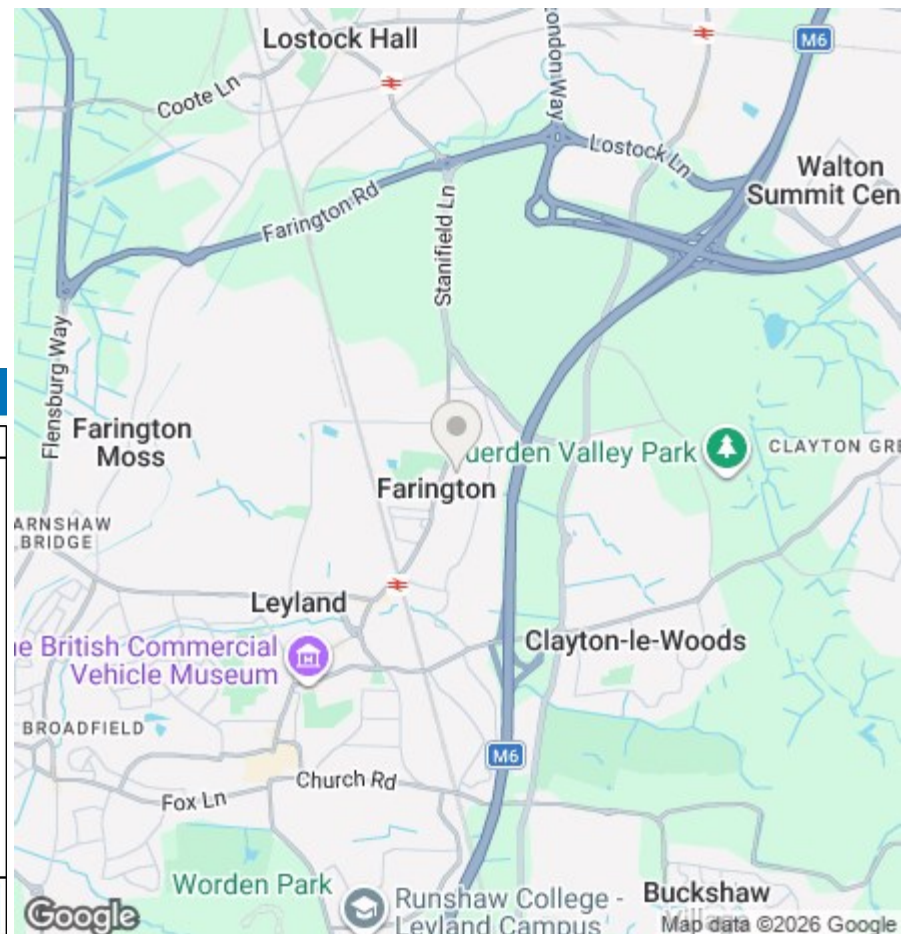 Lostock Hall
M6
London Way
Coote Ln
Lostock Ln
Walton
Summit Cen
Farington Rd
Stanifield Ln
Flensburg Way
Farington
Moss
uerden Valley Park
CLAYTON GRE
Farington
ARNSHAW
BRIDGE
Leyland
e British Commercial
Vehicle Museum
Clayton-le-Woods
BROADFIELD
M6
Church Rd
Fox Ln
Worden Park
Runshaw College -
Leyland Campus
Buckshaw
Village
Google
Map data ©2026 Google